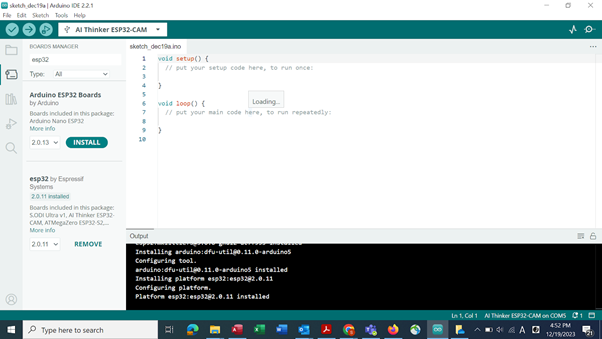 sketch_dec19a | Arduino IDE 2.2.1
File Edit Sketch Tools Help
AI Thinker ESP32-CAM
BOARDS MANAGER
esp32
Type: All
Arduino ESP32 Boards
by Arduino
Boards included in this package:
Arduino Nano ESP32
More info
2.0.13 INSTALL
esp32 by Espressif
Systems
2.0.11 installed
Boards included in this package:
S.ODI Ultra v1, AI Thinker ESP32-
CAM, ATMegaZero ESP32-S2,...
More info
2.0.11 REMOVE
sketch_dec19a.ino
1 void setup() {
2 // put your setup code here, to run once:
3
4 }
5
6 void loop() {
7 // put your main code here, to run repeatedly:
8
9 }
10
Loading...
Output
Installing arduino:dfu-util@0.11.0-arduino5
Configuring tool.
arduino:dfu-util@0.11.0-arduino5 installed
Installing platform esp32:esp32@2.0.11
Configuring platform.
Platform esp32:esp32@2.0.11 installed
Ln 1, Col 1 AI Thinker ESP32-CAM on COM5 1
Type here to search
4:52 PM
12/19/2023
21